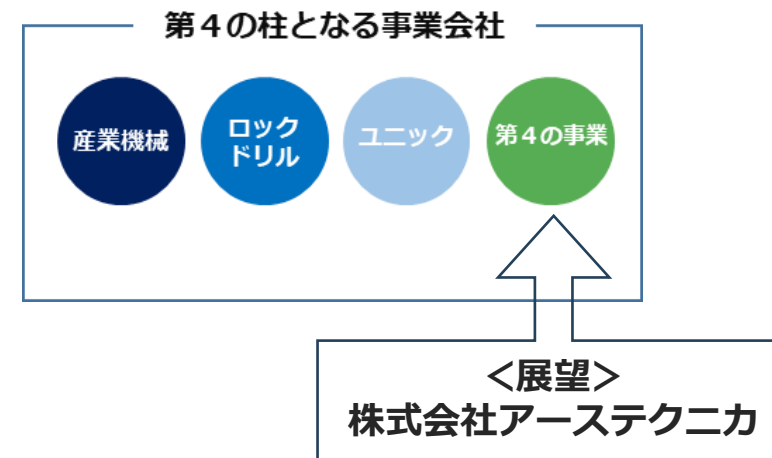 第４の柱となる事業会社
産業機械
ロック
ドリル
ユニック
第４の事業
＜展望＞
株式会社アーステクニカ